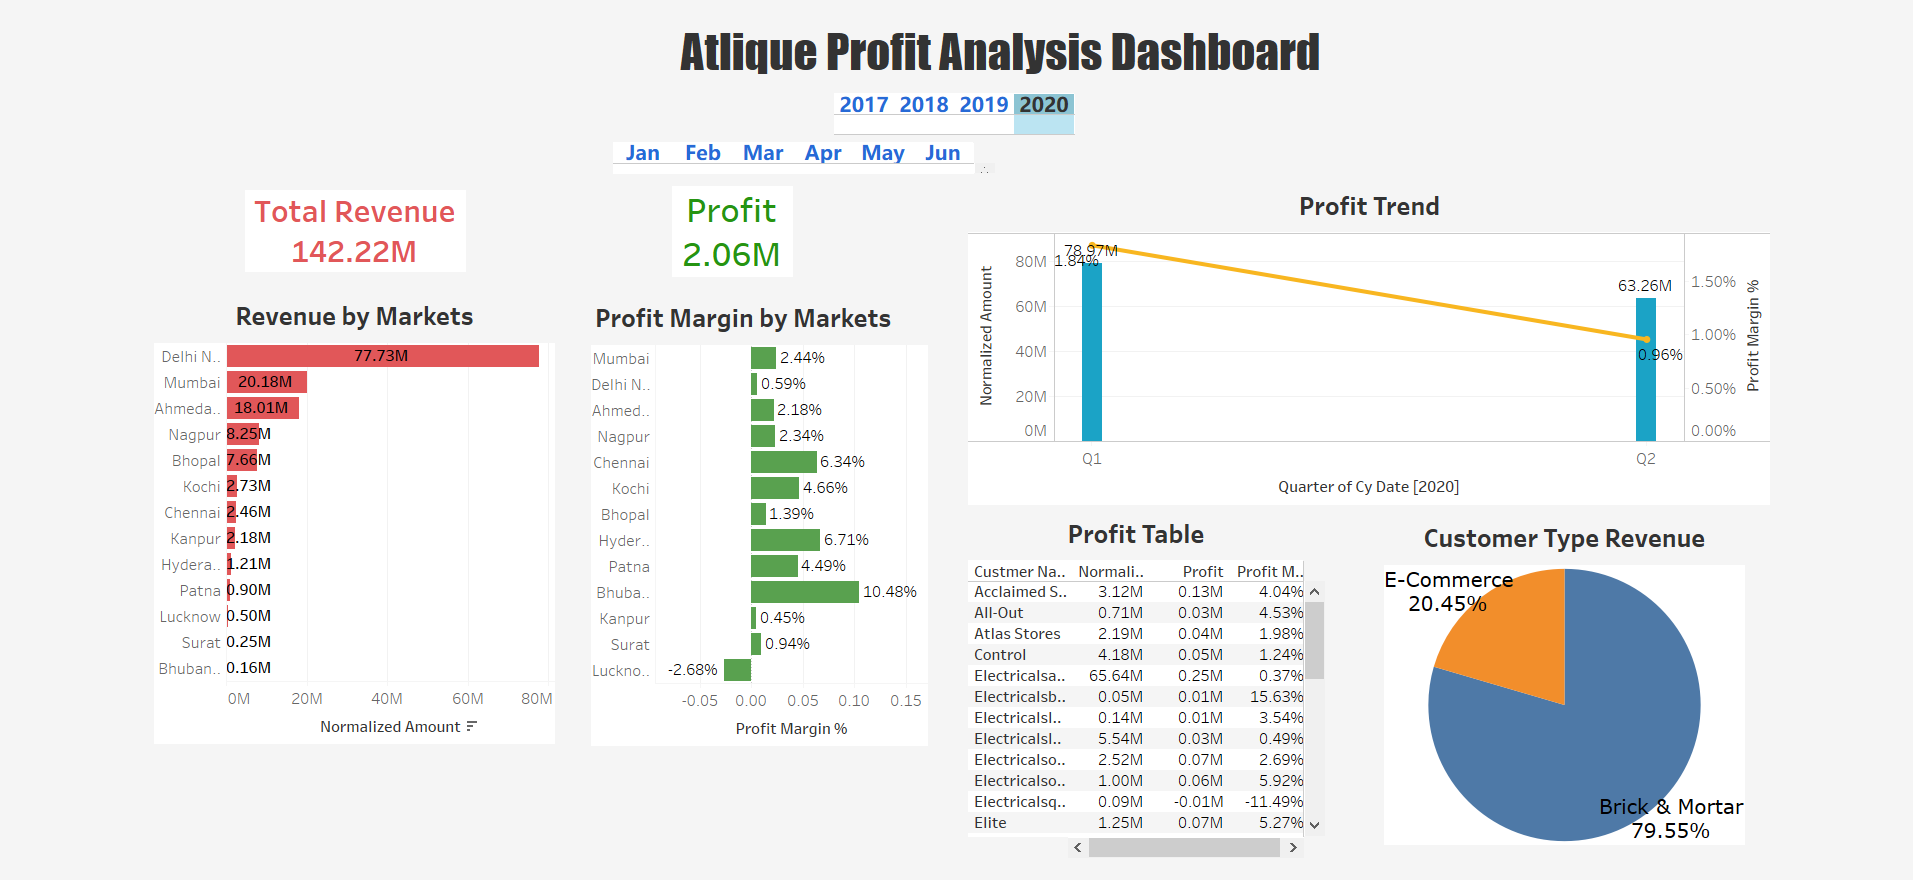 Atlique Profit Analysis Dashboard
2017 2018 2019 2020
Jan Feb Mar Apr May Jun
Total Revenue
142.22M
Profit
2.06M
Revenue by Markets
Delhi N.. 77.73M
Mumbai 20.18M
Ahmeda.. 18.01M
Nagpur 8.25M
Bhopal 7.66M
Kochi 2.73M
Chennai 2.46M
Kanpur 2.18M
Hydera.. 1.21M
Patna 0.90M
Lucknow 0.50M
Surat 0.25M
Bhuban.. 0.16M
0M 20M 40M 60M 80M
Normalized Amount
Profit Margin by Markets
Mumbai 2.44%
Delhi N.. 0.59%
Ahmed.. 2.18%
Nagpur 2.34%
Chennai 6.34%
Kochi 4.66%
Bhopal 1.39%
Hyder.. 6.71%
Patna 4.49%
Bhuba.. 10.48%
Kanpur 0.45%
Surat 0.94%
Luckno.. -2.68%
-0.05 0.00 0.05 0.10 0.15
Profit Margin %
Profit Trend
Normalized Amount
80M
60M
40M
20M
0M
78.97M
1.84%
63.26M
0.96%
1.50%
1.00%
0.50%
0.00%
Profit Margin %
Q1 Q2
Quarter of Cy Date [2020]
Profit Table
Custmer Na.. Normali.. Profit Profit M..
Acclaimed S.. 3.12M 0.13M 4.04%
All-Out 0.71M 0.03M 4.53%
Atlas Stores 2.19M 0.04M 1.98%
Control 4.18M 0.05M 1.24%
Electricalsa.. 65.64M 0.25M 0.37%
Electricalsb.. 0.05M 0.01M 15.63%
Electricalsl.. 0.14M 0.01M 3.54%
Electricalsl.. 5.54M 0.03M 0.49%
Electricalso.. 2.52M 0.07M 2.69%
Electricalso.. 1.00M 0.06M 5.92%
Electricalsq.. 0.09M -0.01M -11.49%
Elite 1.25M 0.07M 5.27%
Customer Type Revenue
E-Commerce
20.45%
Brick & Mortar
79.55%